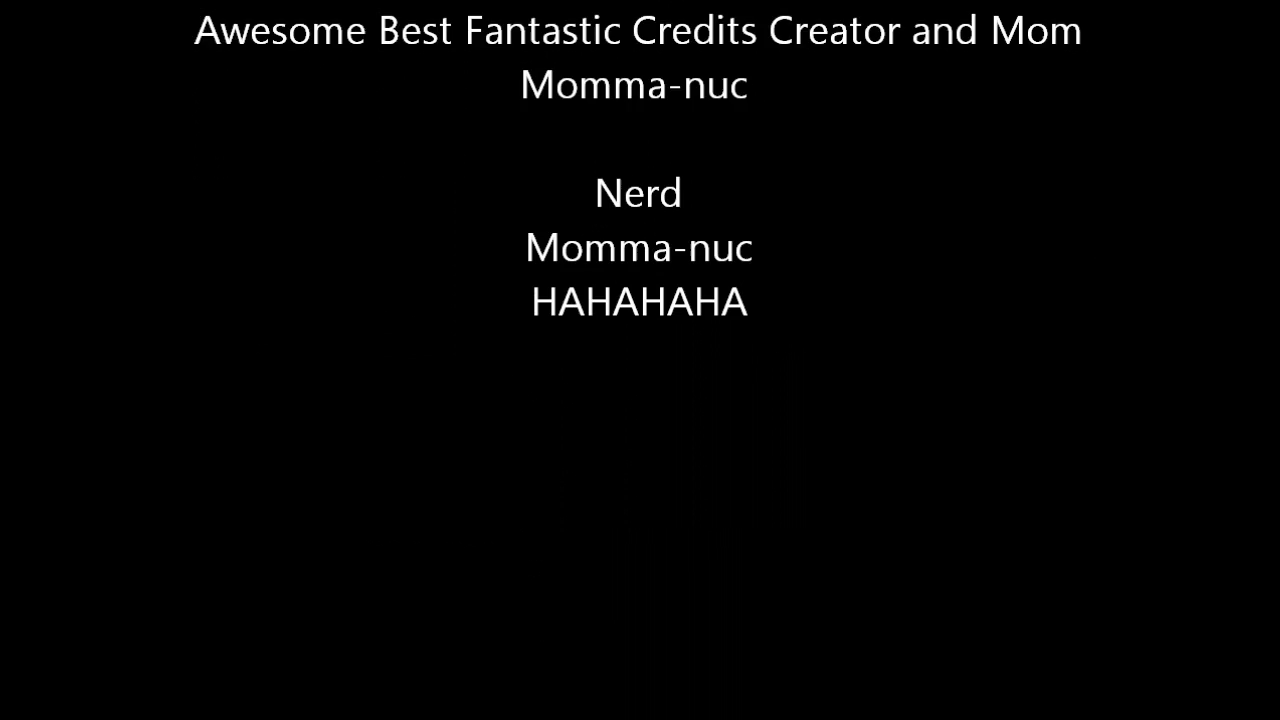 Awesome Best Fantastic Credits Creator and Mom
Momma-nuc
Nerd
Momma-nuc
HAHAHAHA